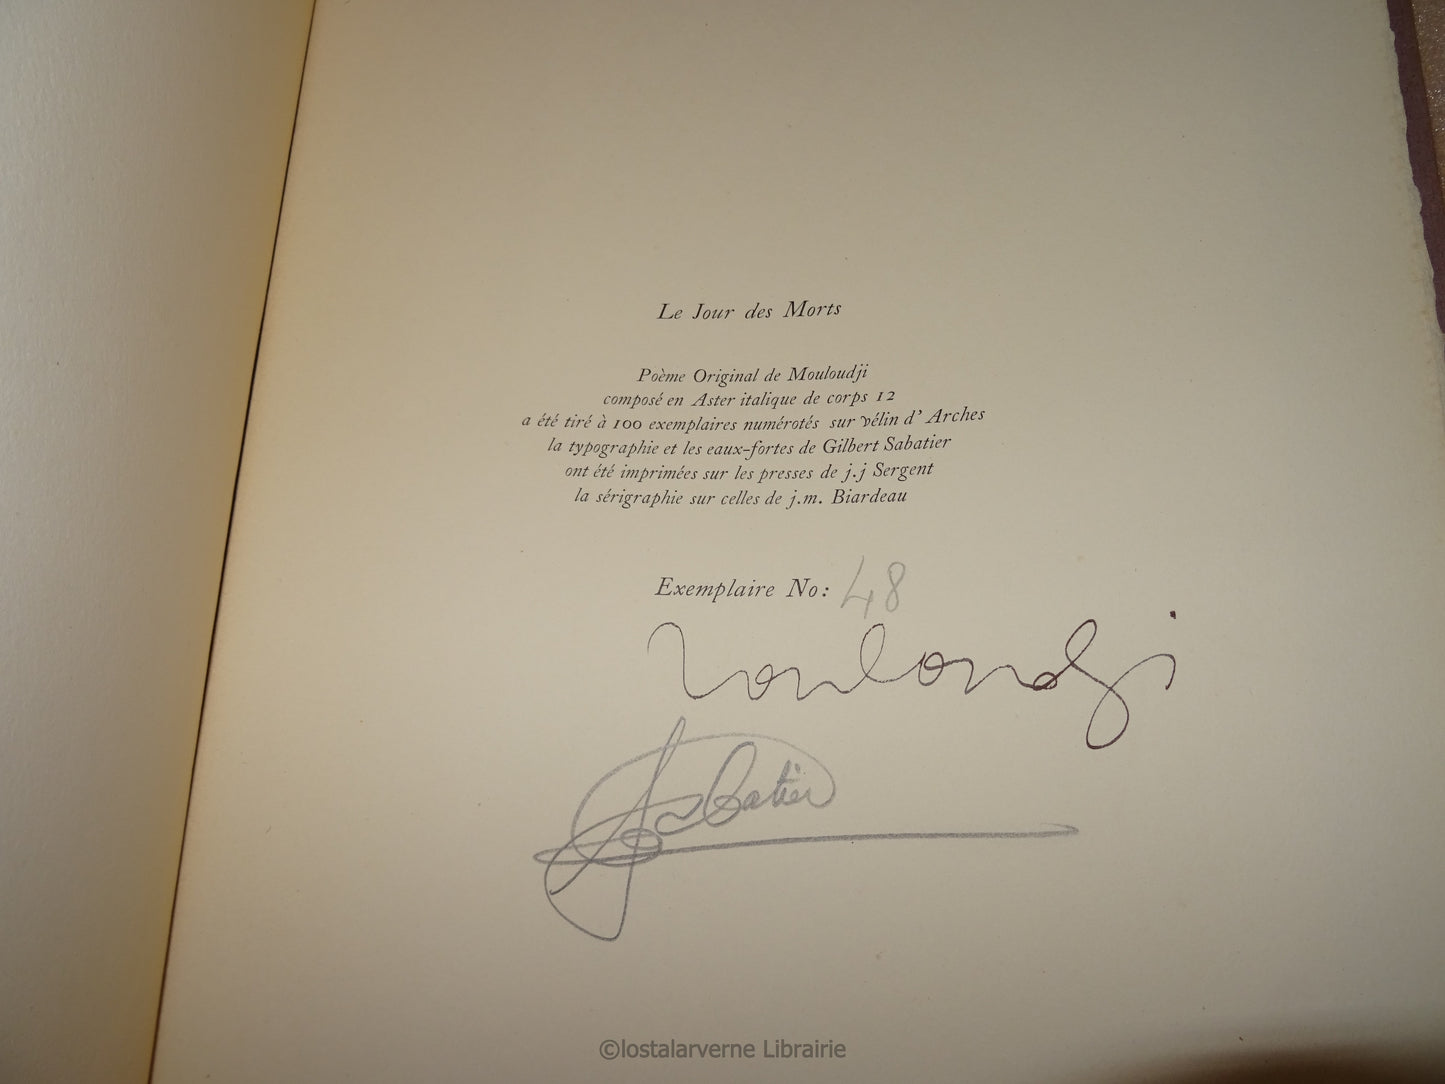 Le Jour des Morts
Poème Original de Mouloudji
composé en Aster italique de corps 12
a été tiré à 100 exemplaires numérotés sur vélin d' Arches
la typographie et les eaux-fortes de Gilbert Sabatier
ont été imprimées sur les presses de j.j Sergent
la sérigraphie sur celles de j.m. Biardeau
Exemplaire No: 48
Mouloudji
Sabatier
©lostalarverne Librairie